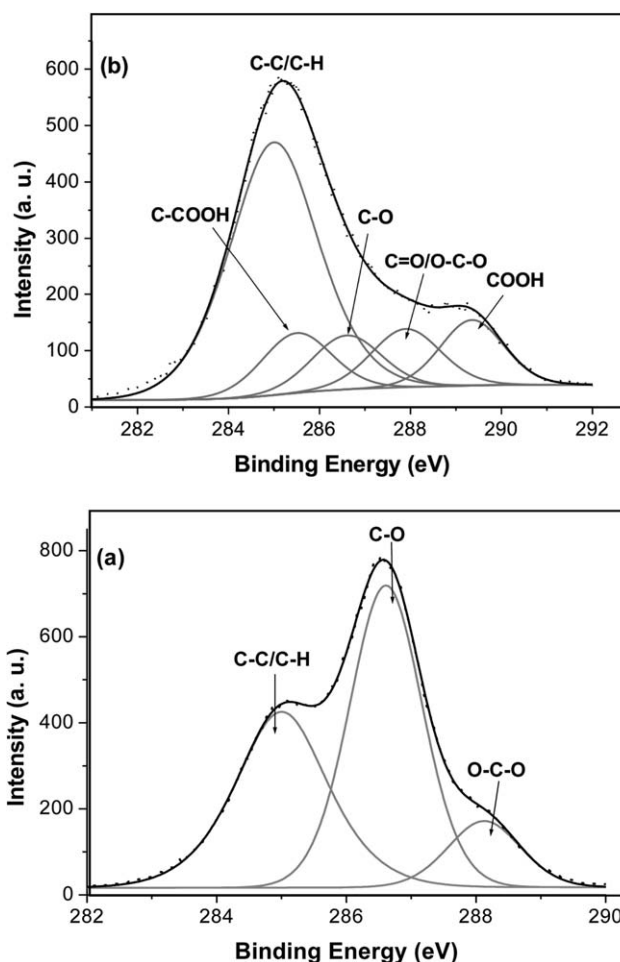 (b)
C-C/C-H
C-COOH
C-O
C=O/O-C-O
COOH
Intensity (a. u.)
600
500
400
300
200
100
0
282 284 286 288 290 292
Binding Energy (eV)
(a)
C-O
C-C/C-H
O-C-O
Intensity (a. u.)
800
600
400
200
0
282 284 286 288 290
Binding Energy (eV)